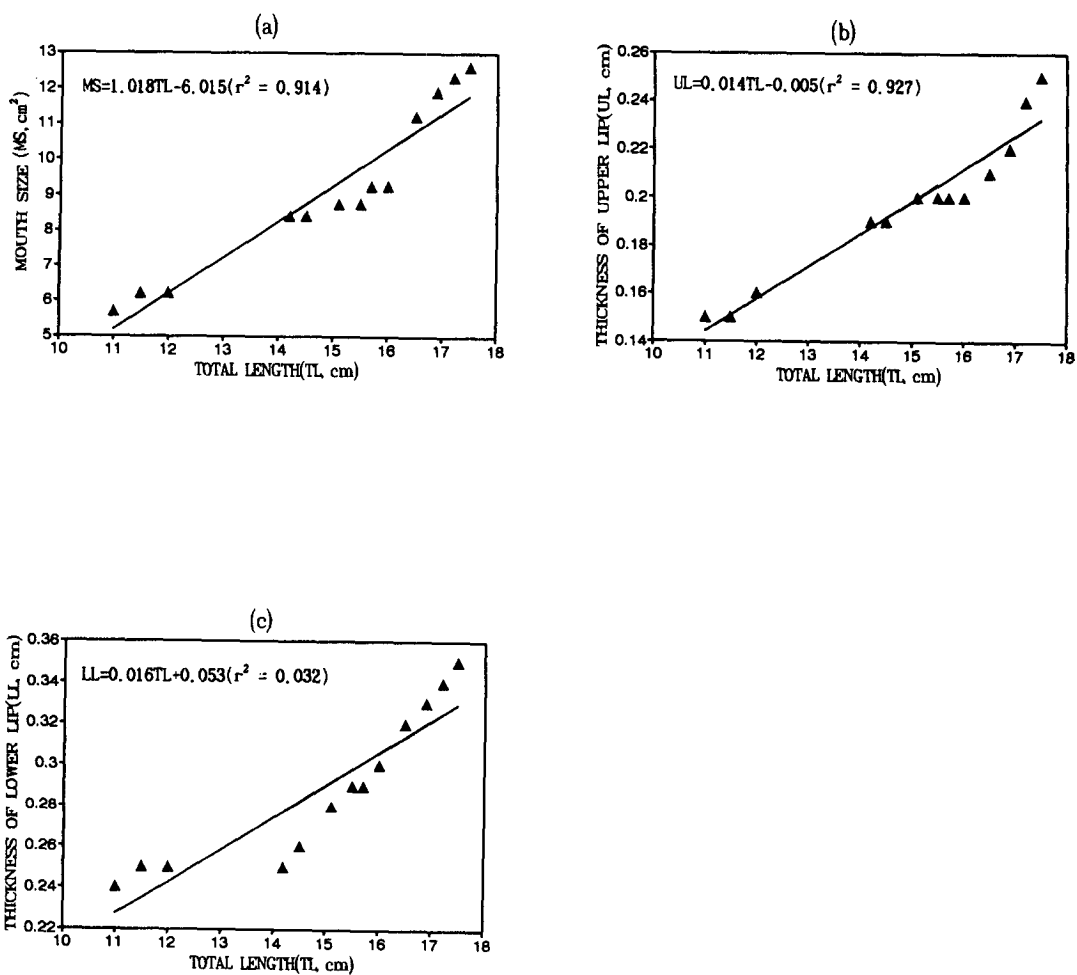 (a)
MOUTH SIZE (MS, cm²)
13
12
11
10
9
8
7
6
5
MS=1.018TL-6.015(r² = 0.914)
10 11 12 13 14 15 16 17 18
TOTAL LENGTH(TL, cm)
(b)
THICKNESS OF UPPER LIP(UL, cm)
0.26
0.24
0.22
0.2
0.18
0.16
0.14
UL=0.014TL-0.005(r² = 0.927)
10 11 12 13 14 15 16 17 18
TOTAL LENGTH(TL, cm)
(c)
THICKNESS OF LOWER LIP(LL, cm)
0.36
0.34
0.32
0.3
0.28
0.26
0.24
0.22
LL=0.016TL+0.053(r² = 0.032)
10 11 12 13 14 15 16 17 18
TOTAL LENGTH(TL, cm)